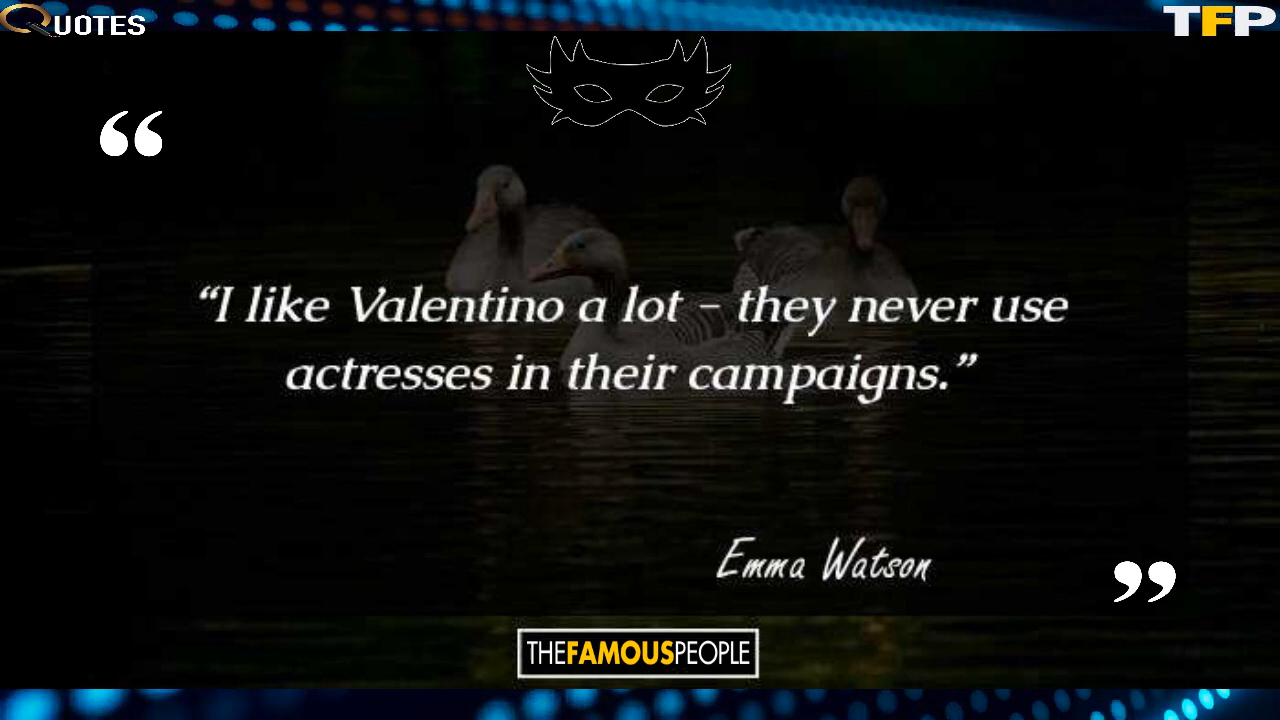 QUOTES
TFP
“
“I like Valentino a lot - they never use
actresses in their campaigns.”
Emma Watson
”
THEFAMOUSPEOPLE